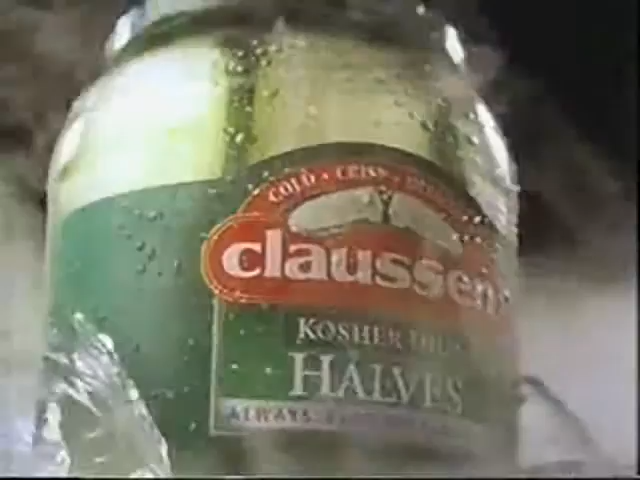 COLD • CRISP •
claussen
KOSHER DILL
HALVES
ALWAYS